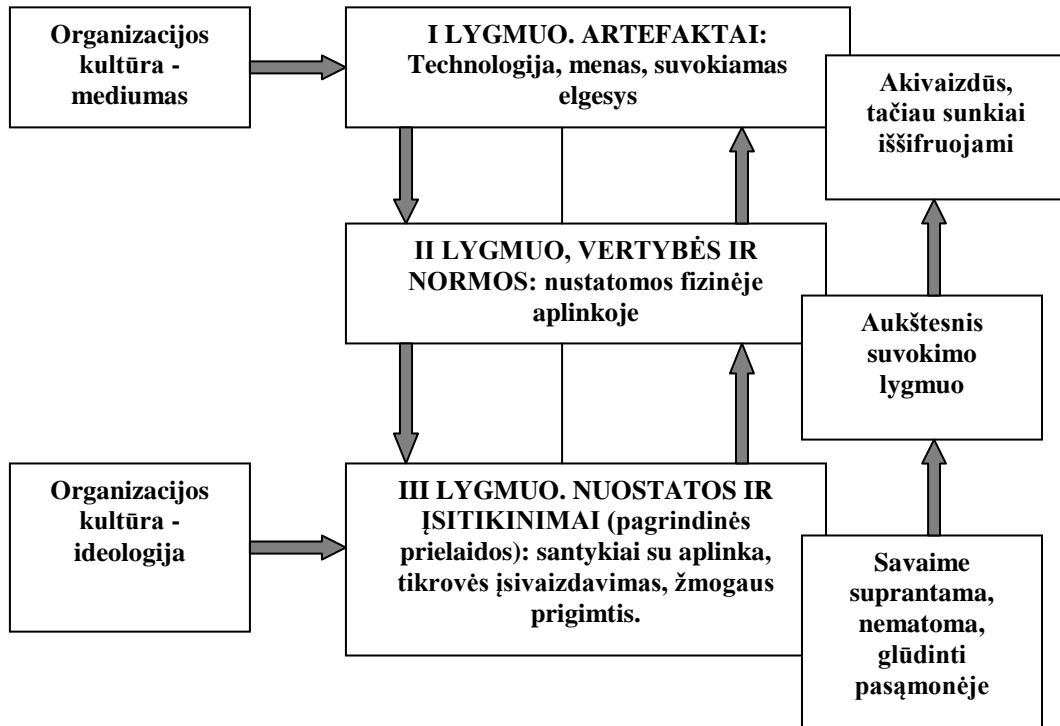 Organizacijos
kultūra -
mediumas
I LYGMUO. ARTEFAKTAI:
Technologija, menas, suvokiamas
elgesys
Akivaizdūs,
tačiau sunkiai
iššifruojami
II LYGMUO, VERTYBĖS IR
NORMOS: nustatomos fizinėje
aplinkoje
Aukštesnis
suvokimo
lygmuo
Organizacijos
kultūra -
ideologija
III LYGMUO. NUOSTATOS IR
ĮSITIKINIMAI (pagrindinės
prielaidos): santykiai su aplinka,
tikrovės įsivaizdavimas, žmogaus
prigimtis.
Savaime
suprantama,
nematoma,
glūdinti
pasąmonėje